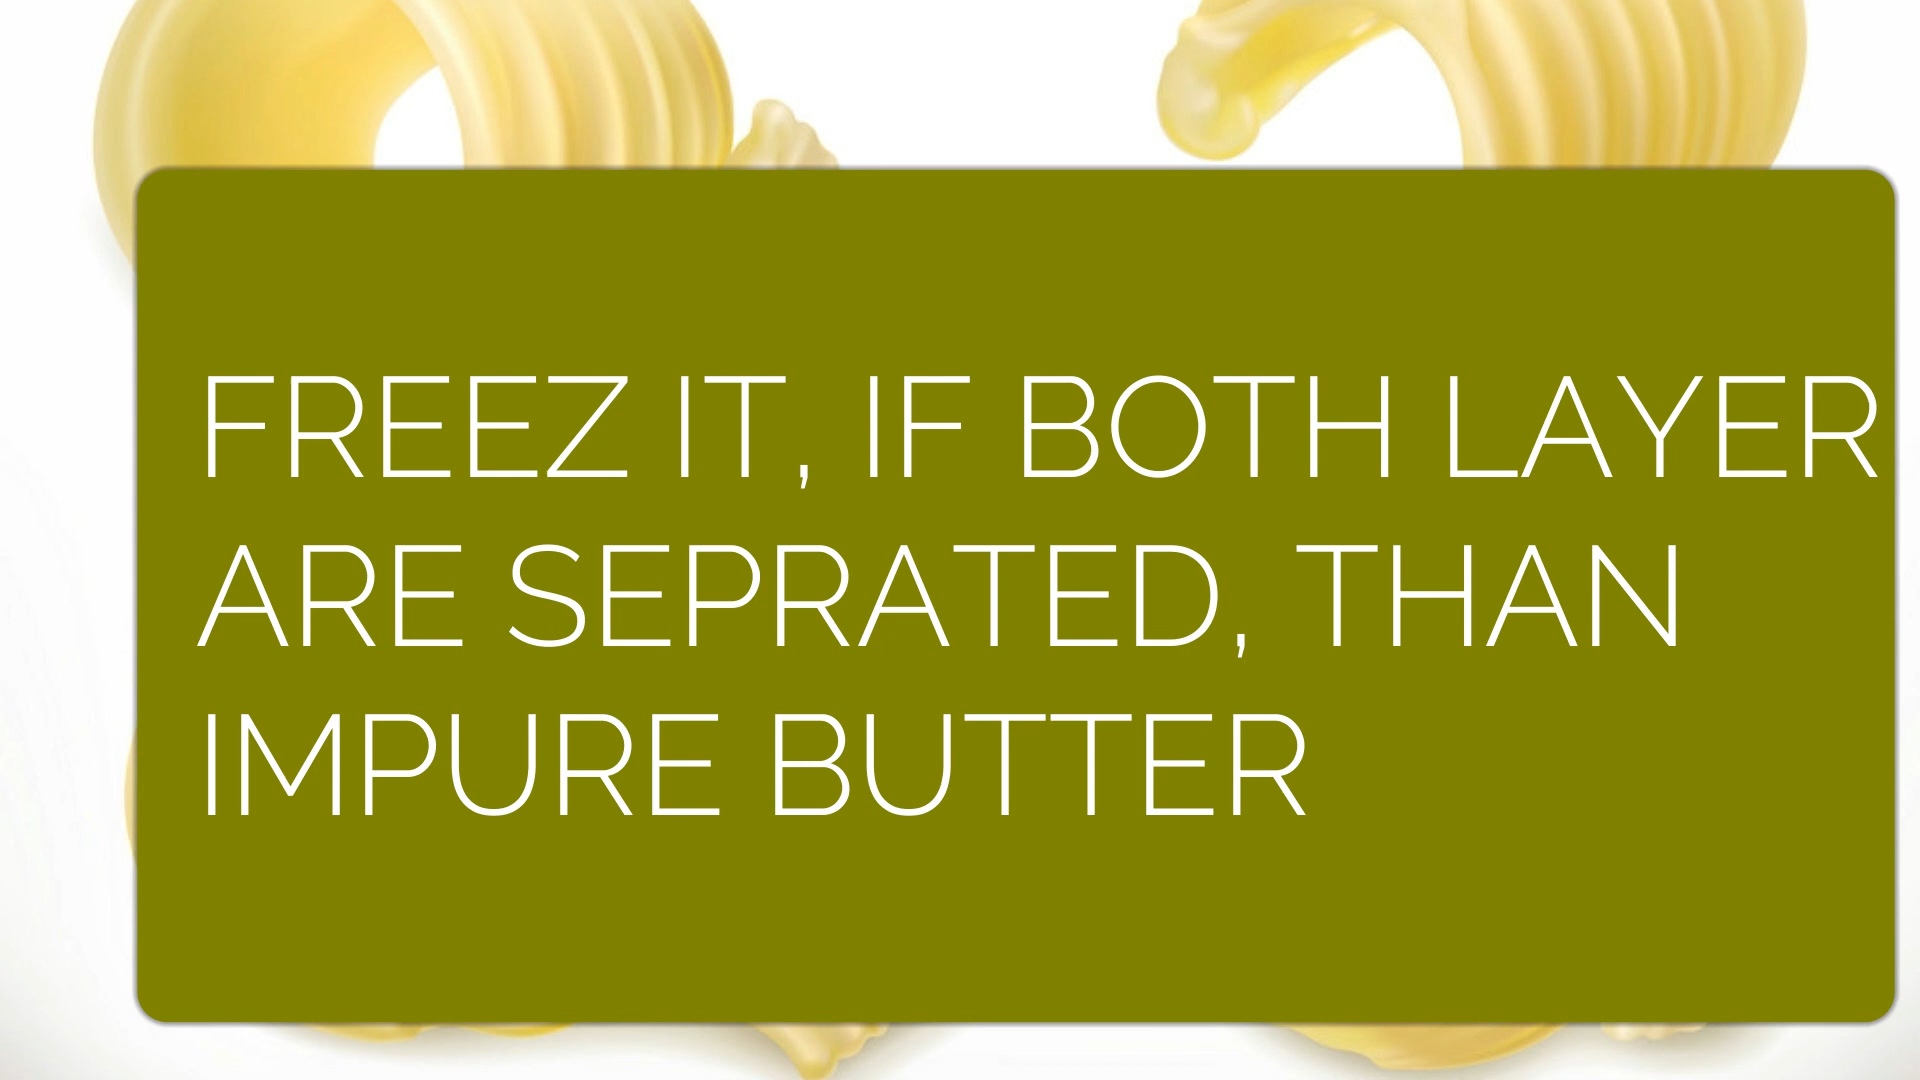 FREEZ IT, IF BOTH LAYER
ARE SEPRATED, THAN
IMPURE BUTTER